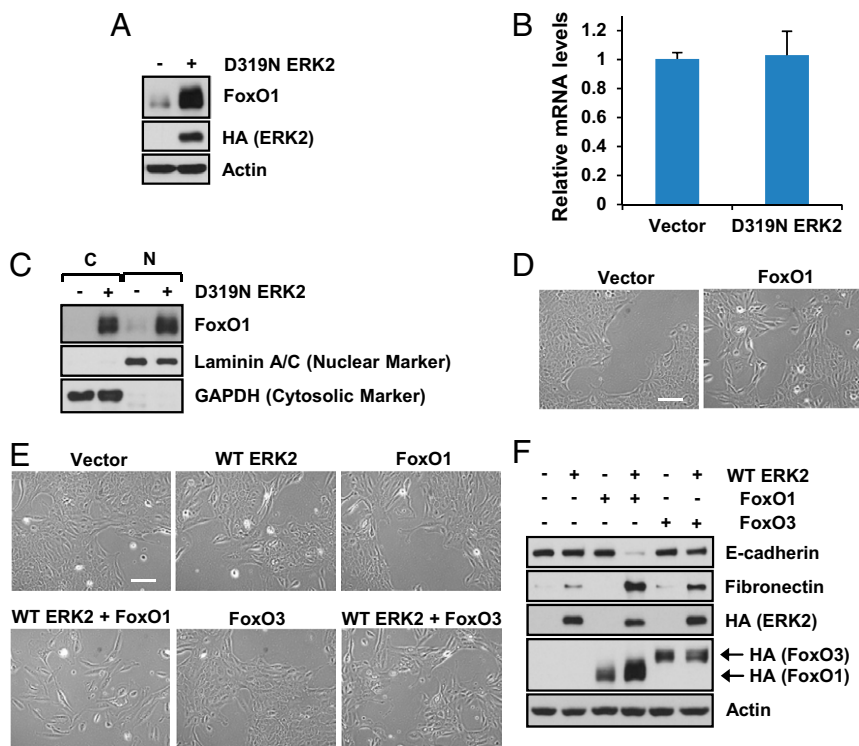 A
- + D319N ERK2
FoxO1
HA (ERK2)
Actin
B
Relative mRNA levels
1.2
1
0.8
0.6
0.4
0.2
0
Vector D319N ERK2
C
C N
- + - + D319N ERK2
FoxO1
Laminin A/C (Nuclear Marker)
GAPDH (Cytosolic Marker)
D
Vector FoxO1
E
Vector WT ERK2 FoxO1
WT ERK2 + FoxO1 FoxO3 WT ERK2 + FoxO3
F
- + - + - + WT ERK2
- - + + - - FoxO1
- - - - + + FoxO3
E-cadherin
Fibronectin
HA (ERK2)
← HA (FoxO3)
← HA (FoxO1)
Actin